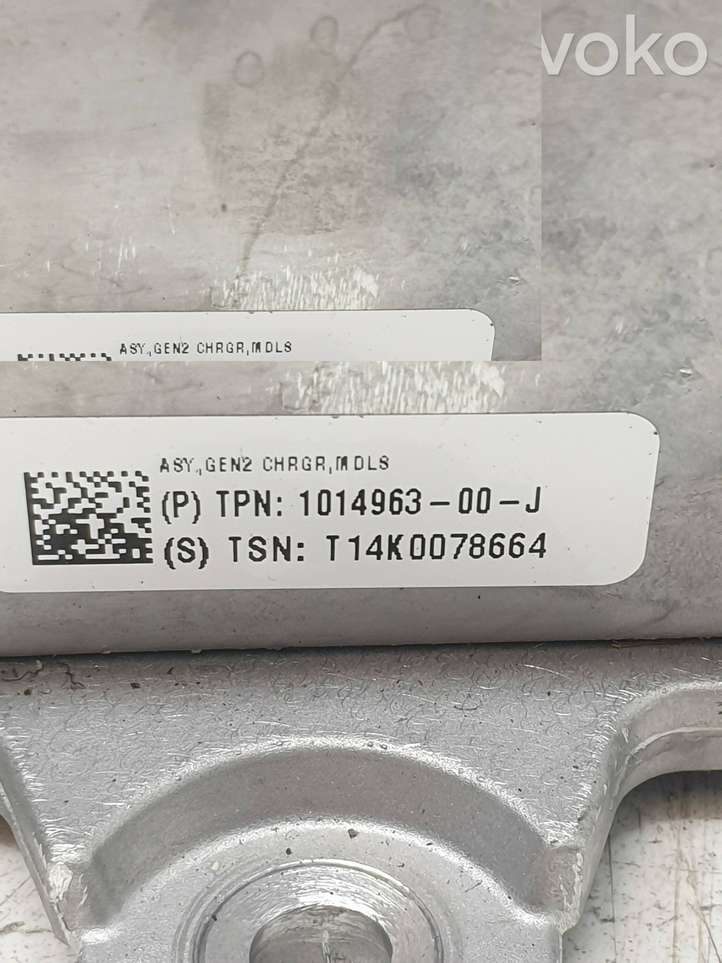 voko
ASY.,GEN2 CHRGR,MDLS
ASY.,GEN2 CHRGR,MDLS
(P) TPN: 1014963-00-J
(S) TSN: T14K0078664